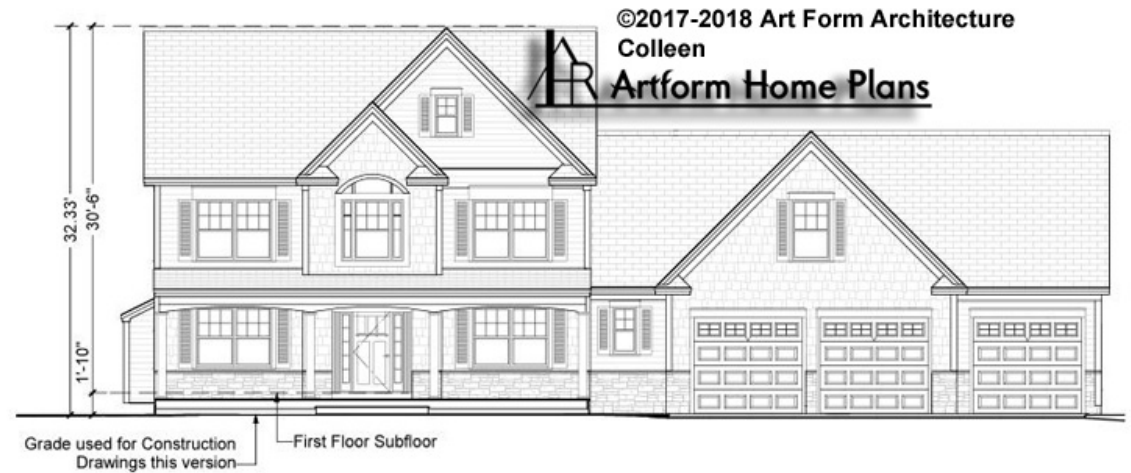 ©2017-2018 Art Form Architecture
Colleen
AHR Artform Home Plans
32.33'
30'-6"
1'-10"
Grade used for Construction
Drawings this version
First Floor Subfloor